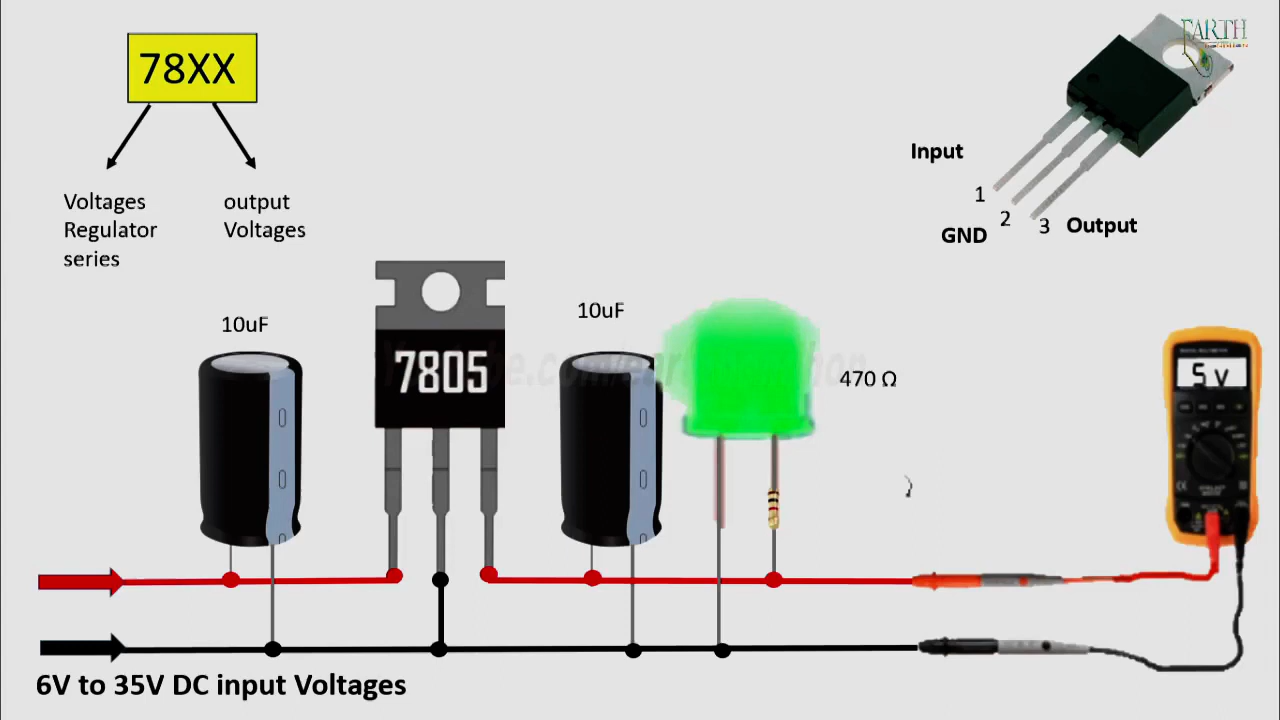 78XX
EARTH
Voltages
Regulator
series
output
Voltages
Input
1
2
3
GND
Output
10uF
10uF
7805
470 Ω
5 v
6V to 35V DC input Voltages